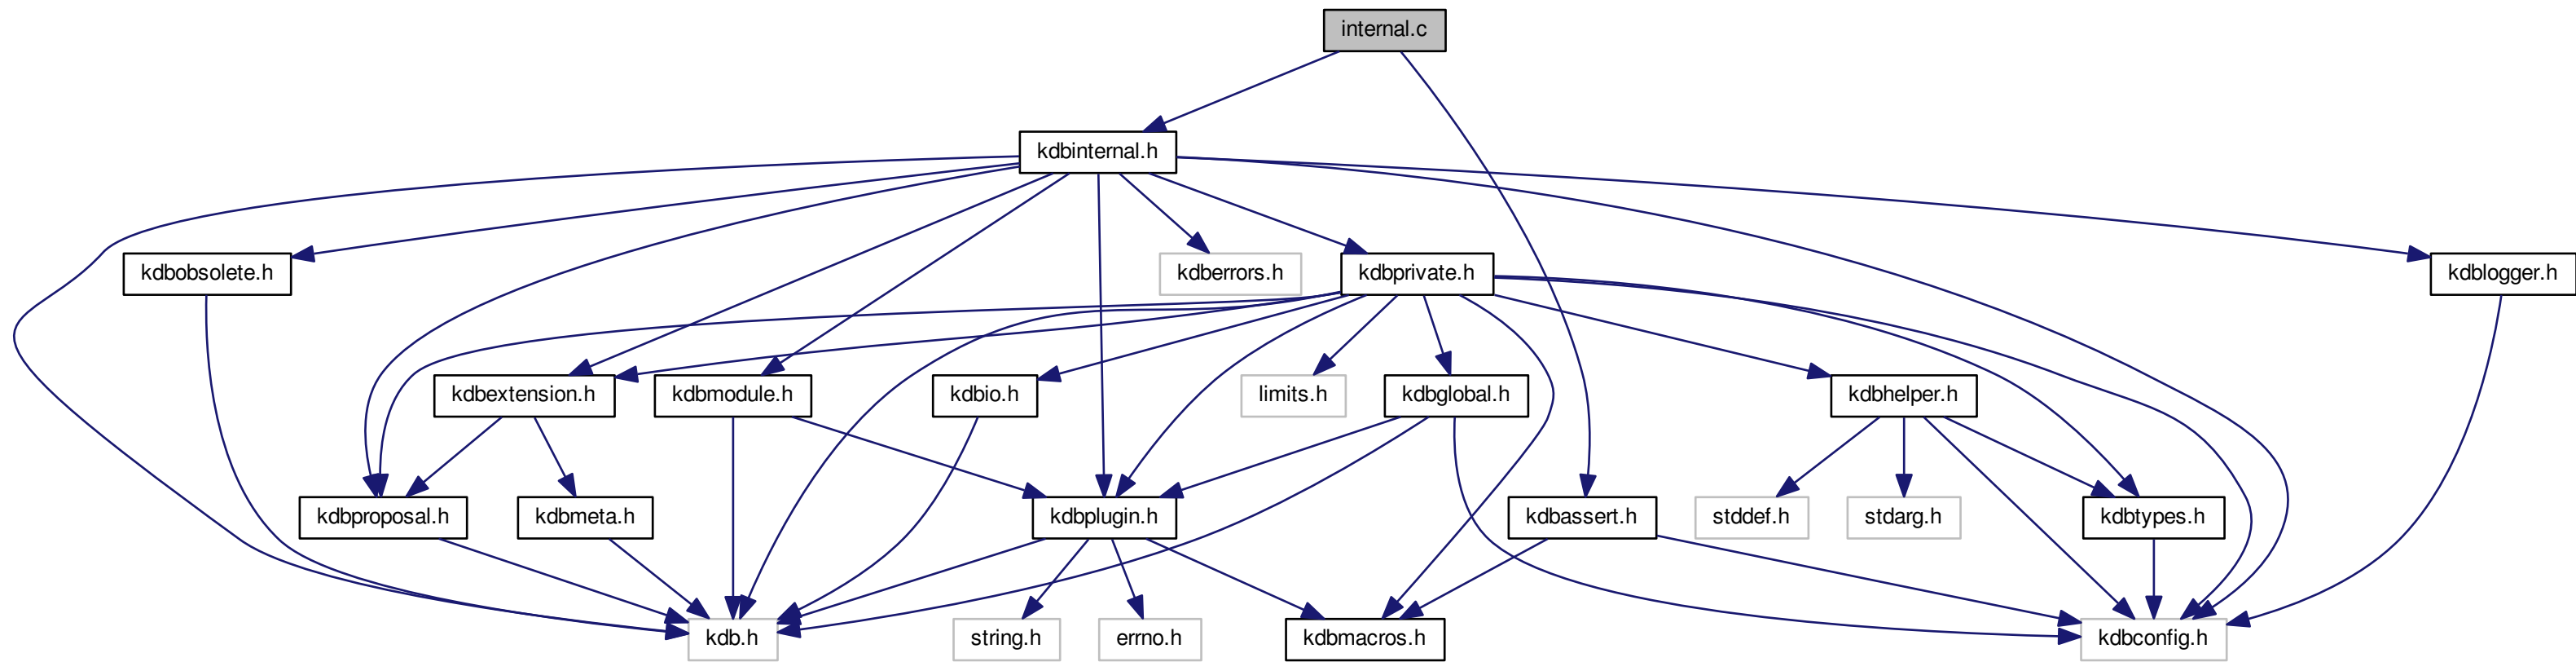 internal.c
kdbinternal.h
kdbobsolete.h
kdberrors.h
kdbprivate.h
kdblogger.h
kdbextension.h
kdbmodule.h
kdbio.h
limits.h
kdbglobal.h
kdbhelper.h
kdbproposal.h
kdbmeta.h
kdbplugin.h
kdbassert.h
stddef.h
stdarg.h
kdbtypes.h
kdb.h
string.h
errno.h
kdbmacros.h
kdbconfig.h